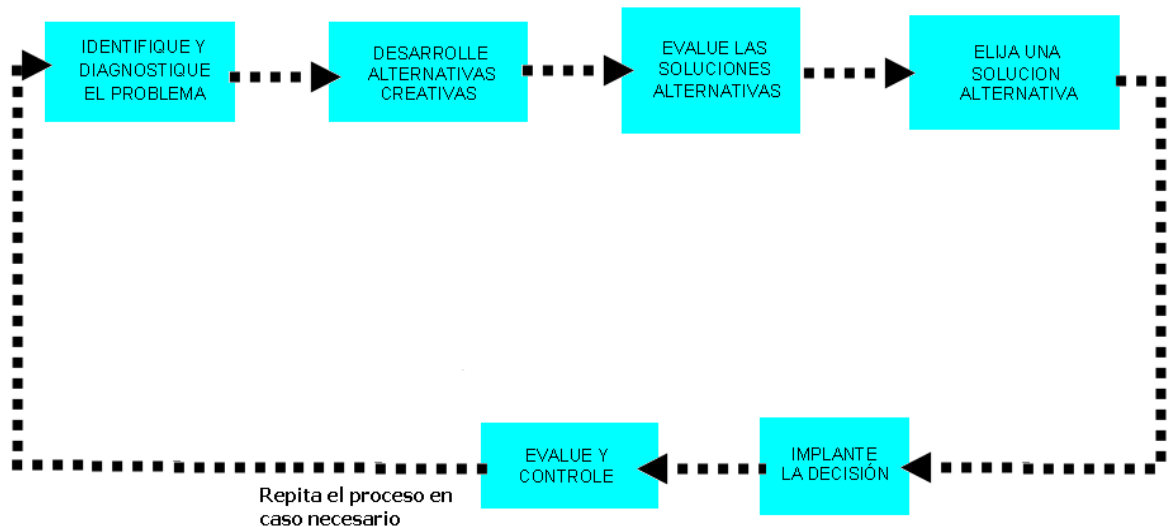 IDENTIFIQUE Y
DIAGNOSTIQUE
EL PROBLEMA
DESARROLLE
ALTERNATIVAS
CREATIVAS
EVALUE LAS
SOLUCIONES
ALTERNATIVAS
ELIJA UNA
SOLUCION
ALTERNATIVA
IMPLANTE
LA DECISIÓN
EVALUE Y
CONTROLE
Repita el proceso en
caso necesario